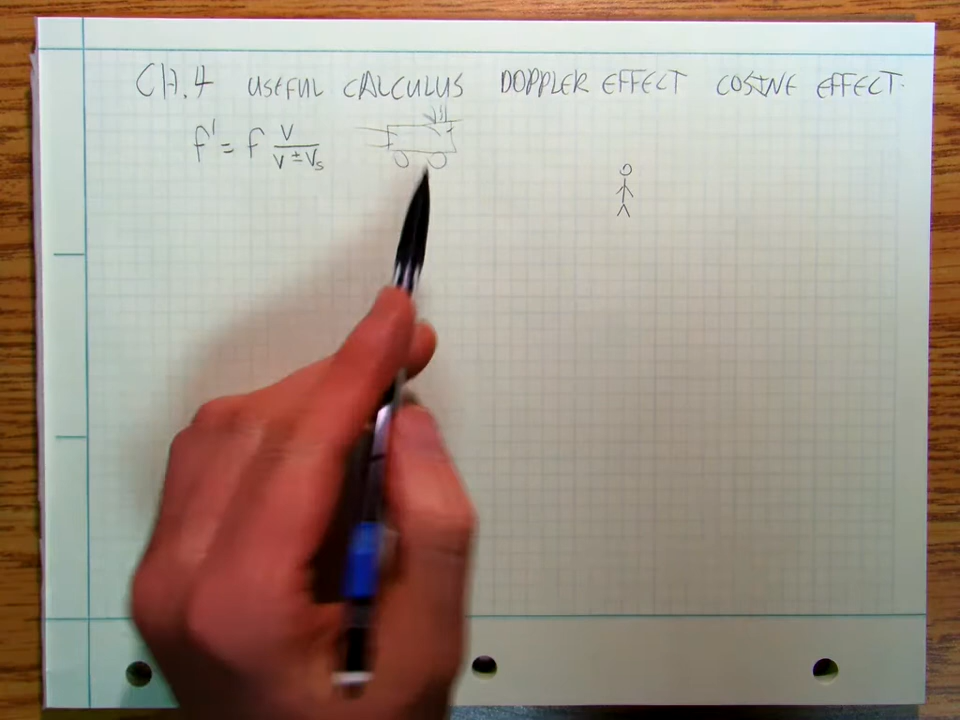 CH.4 USEFUL CALCULUS DOPPLER EFFECT COSINE EFFECT.
f' = f v / (v ± vs)